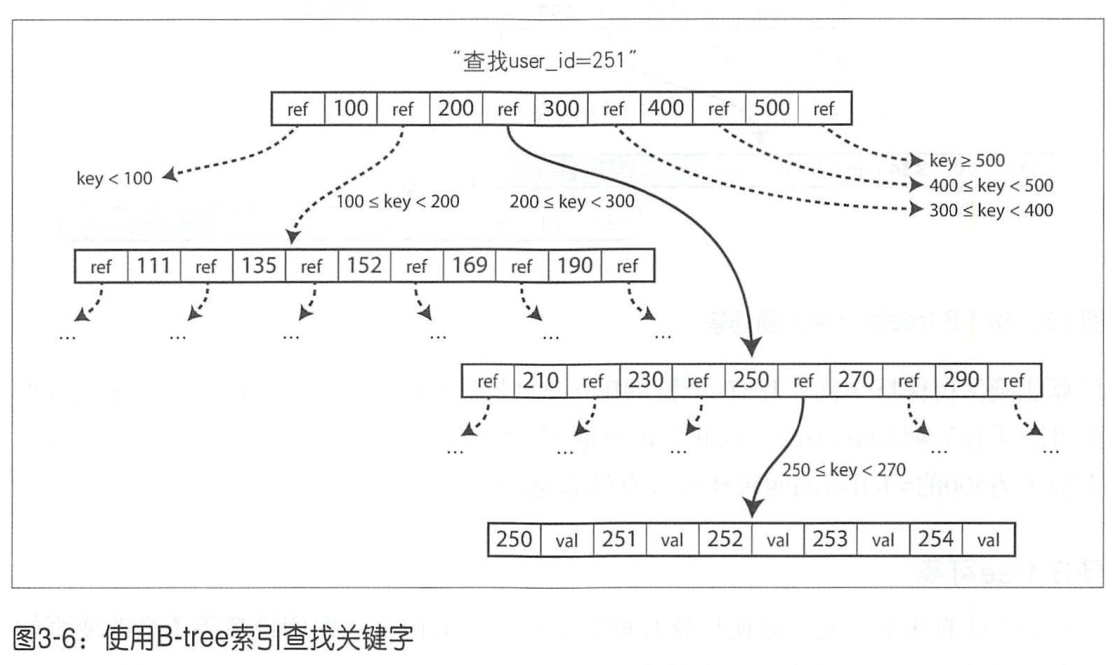 “查找user_id=251”
ref 100 ref 200 ref 300 ref 400 ref 500 ref
key < 100
100 ≤ key < 200
200 ≤ key < 300
key ≥ 500
400 ≤ key < 500
300 ≤ key < 400
ref 111 ref 135 ref 152 ref 169 ref 190 ref
... ... ... ... ... ...
ref 210 ref 230 ref 250 ref 270 ref 290 ref
... ... ... ... ...
250 ≤ key < 270
250 val 251 val 252 val 253 val 254 val
图3-6：使用B-tree索引查找关键字